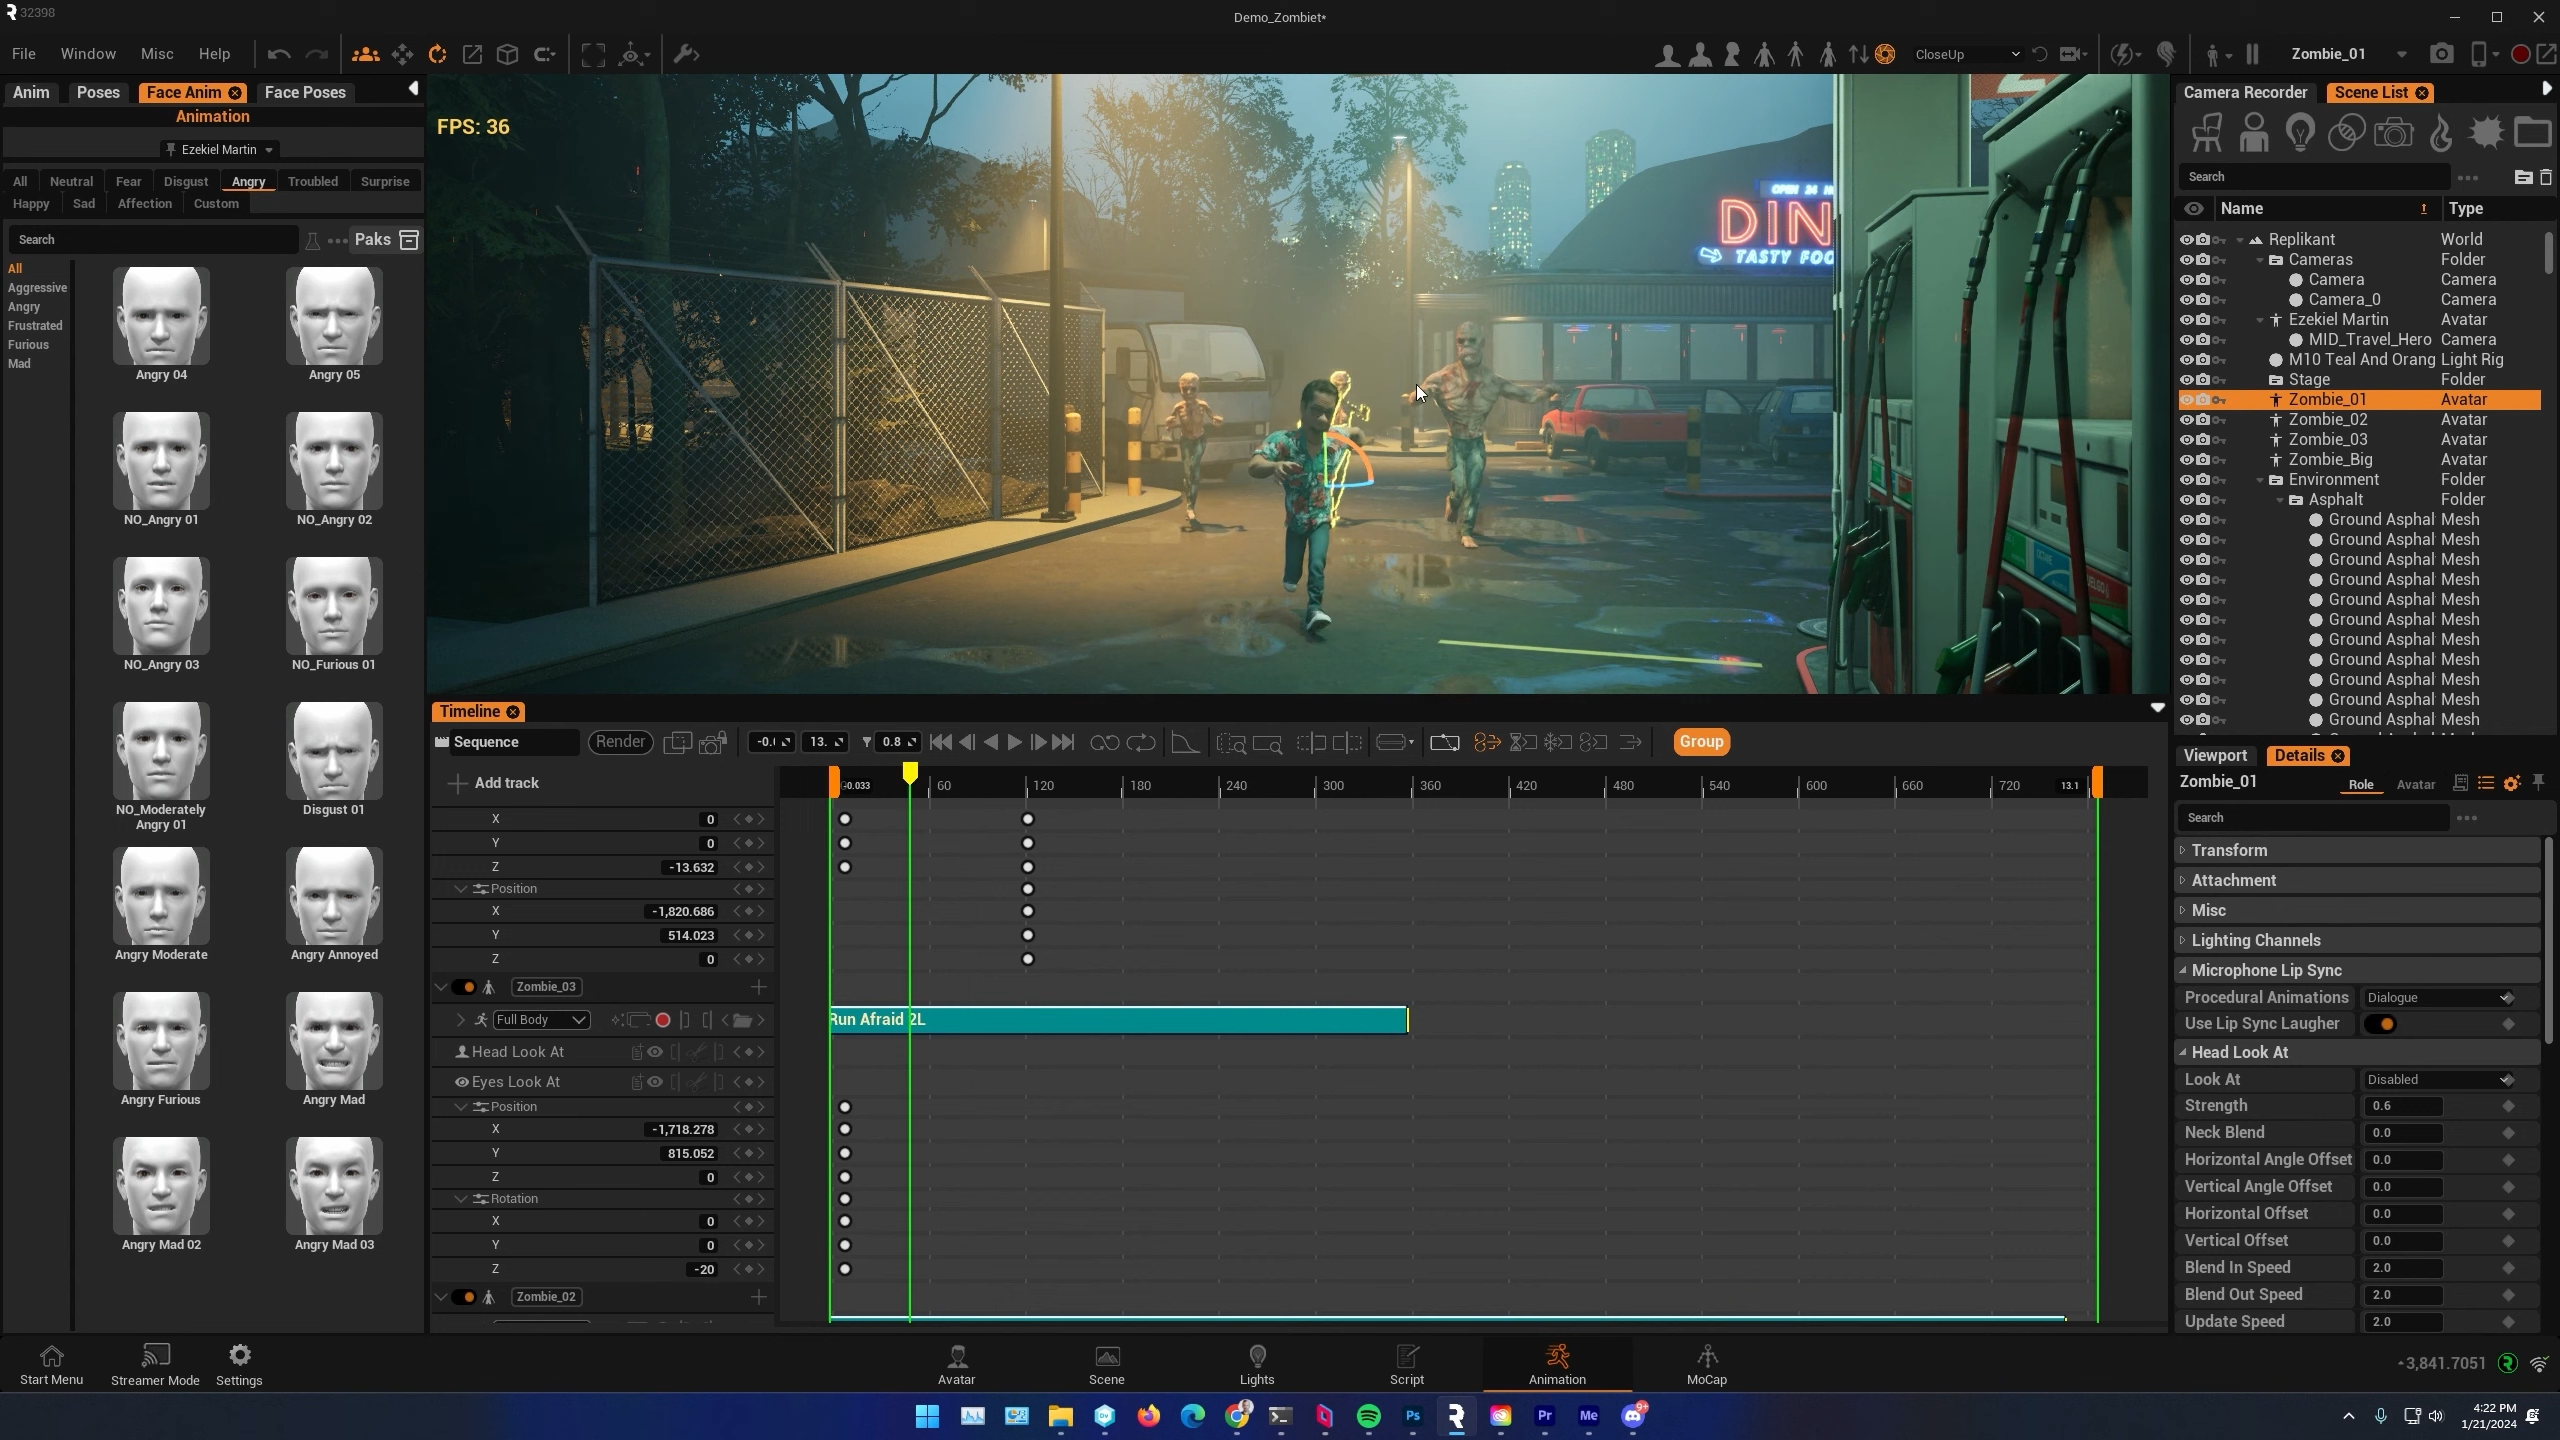 32398
Demo_Zombiet*
File Window Misc Help
CloseUp
Zombie_01
Anim Poses Face Anim Face Poses
Animation
Ezekiel Martin
All Neutral Fear Disgust Angry Troubled Surprise
Happy Sad Affection Custom
Search Paks
All
Aggressive
Angry
Frustrated
Furious
Mad
Angry 04 Angry 05
NO_Angry 01 NO_Angry 02
NO_Angry 03 NO_Furious 01
NO_Moderately
Angry 01
Disgust 01
Angry Moderate Angry Annoyed
Angry Furious Angry Mad
Angry Mad 02 Angry Mad 03
FPS: 36
OPEN 24
DIN
TASTY FOO
Timeline
Sequence Render -0. 13. 0.8 Group
Add track
-0.033 60 120 180 240 300 360 420 480 540 600 660 720 13.1
X 0
Y 0
Z -13.632
Position
X -1,820.686
Y 514.023
Z 0
Zombie_03
Full Body
Run Afraid 2L
Head Look At
Eyes Look At
Position
X -1,718.278
Y 815.052
Z 0
Rotation
X 0
Y 0
Z -20
Zombie_02
Camera Recorder Scene List
Search
Name Type
Replikant World
Cameras Folder
Camera Camera
Camera_0 Camera
Ezekiel Martin Avatar
MID_Travel_Hero Camera
M10 Teal And Orang Light Rig
Stage Folder
Zombie_01 Avatar
Zombie_02 Avatar
Zombie_03 Avatar
Zombie_Big Avatar
Environment Folder
Asphalt Folder
Ground Asphal Mesh
Ground Asphal Mesh
Ground Asphal Mesh
Ground Asphal Mesh
Ground Asphal Mesh
Ground Asphal Mesh
Ground Asphal Mesh
Ground Asphal Mesh
Ground Asphal Mesh
Ground Asphal Mesh
Ground Asphal Mesh
Viewport Details
Zombie_01 Role Avatar
Search
Transform
Attachment
Misc
Lighting Channels
Microphone Lip Sync
Procedural Animations Dialogue
Use Lip Sync Laugher
Head Look At
Look At Disabled
Strength 0.6
Neck Blend 0.0
Horizontal Angle Offset 0.0
Vertical Angle Offset 0.0
Horizontal Offset 0.0
Vertical Offset 0.0
Blend In Speed 2.0
Blend Out Speed 2.0
Update Speed 2.0
Start Menu Streamer Mode Settings Avatar Scene Lights Script Animation MoCap
3,841.7051
Ps Pr Me 9+
4:22 PM
1/21/2024